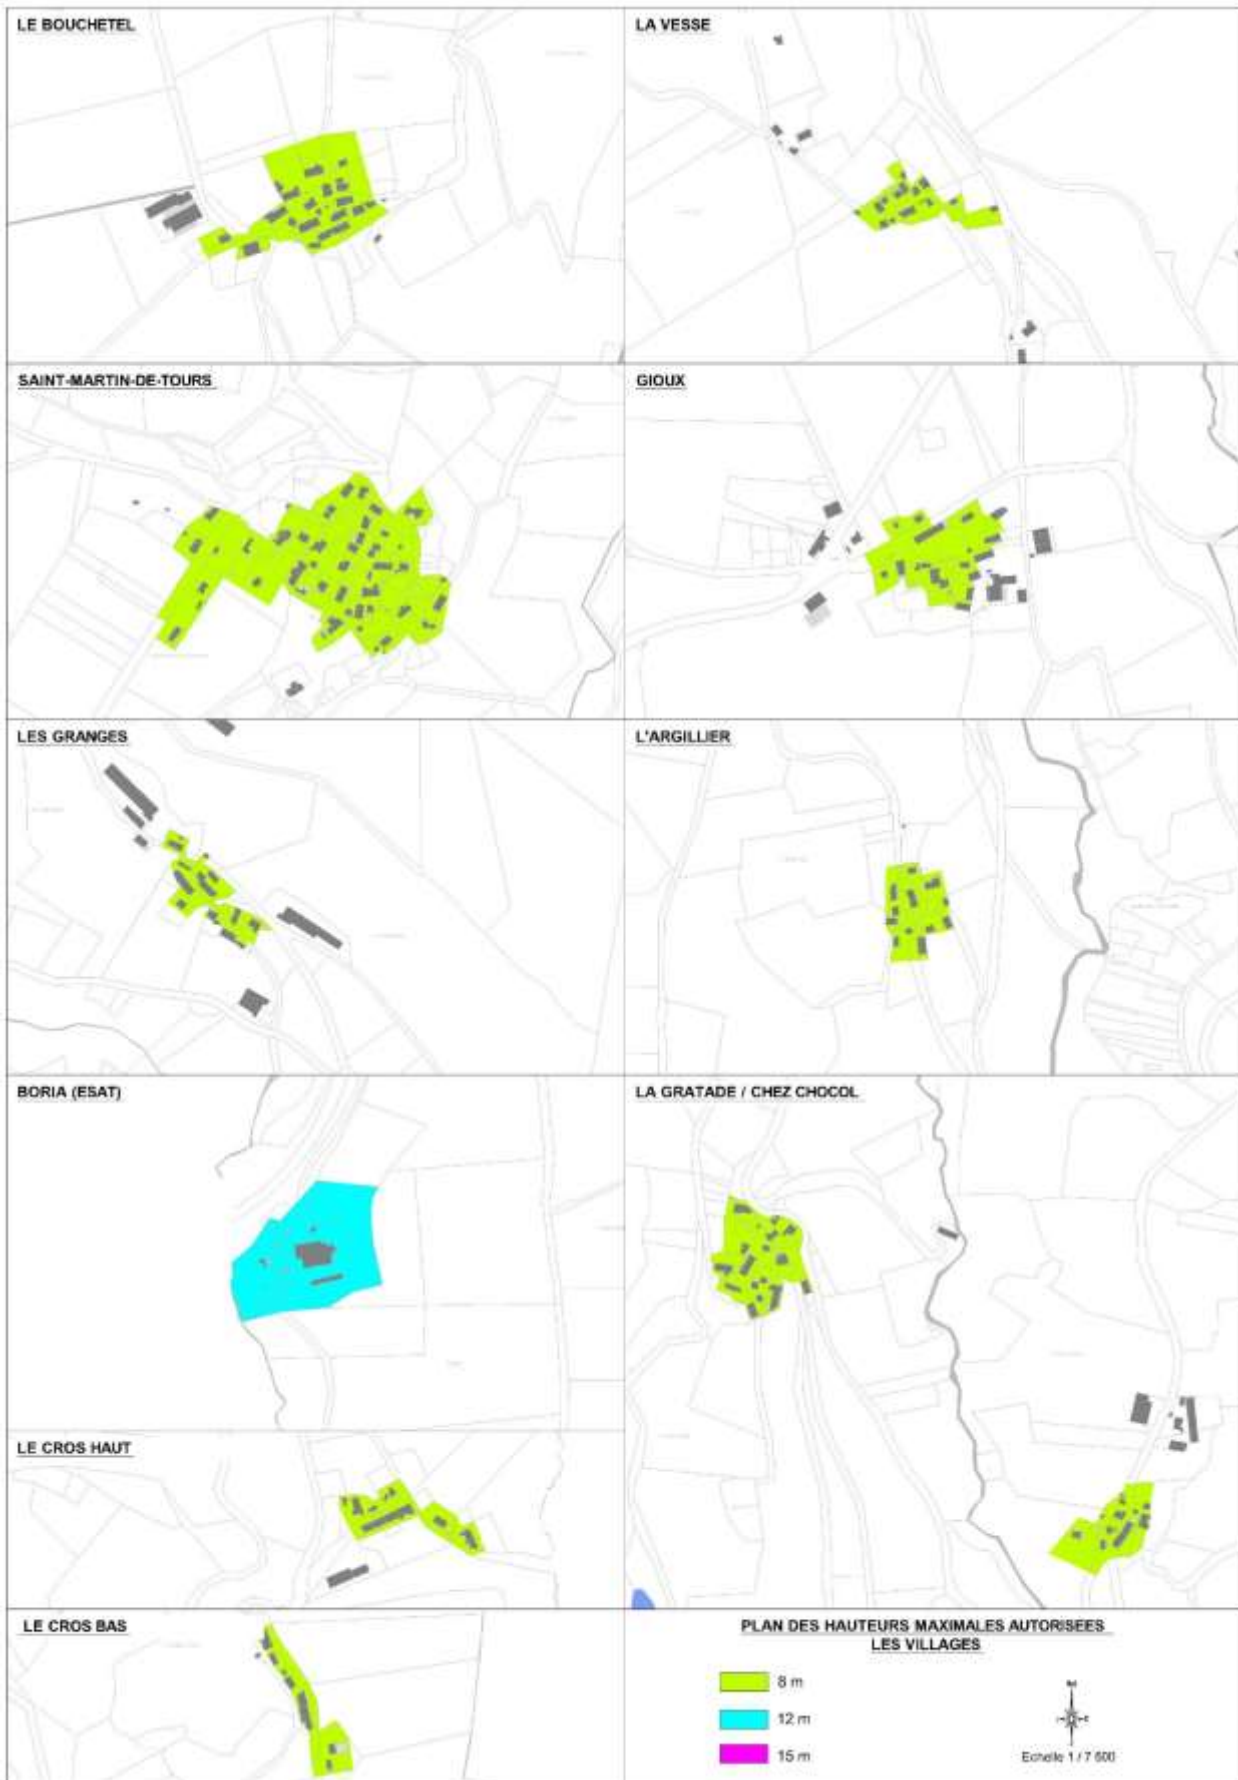 LE BOUCHETEL
LA VESSE
SAINT-MARTIN-DE-TOURS
GIOUX
LES GRANGES
L'ARGILLIER
BORIA (ESAT)
LA GRATADE / CHEZ CHOCOL
LE CROS HAUT
LE CROS BAS
PLAN DES HAUTEURS MAXIMALES AUTORISEES
LES VILLAGES
8 m
12 m
15 m
Echelle 1 / 7 500